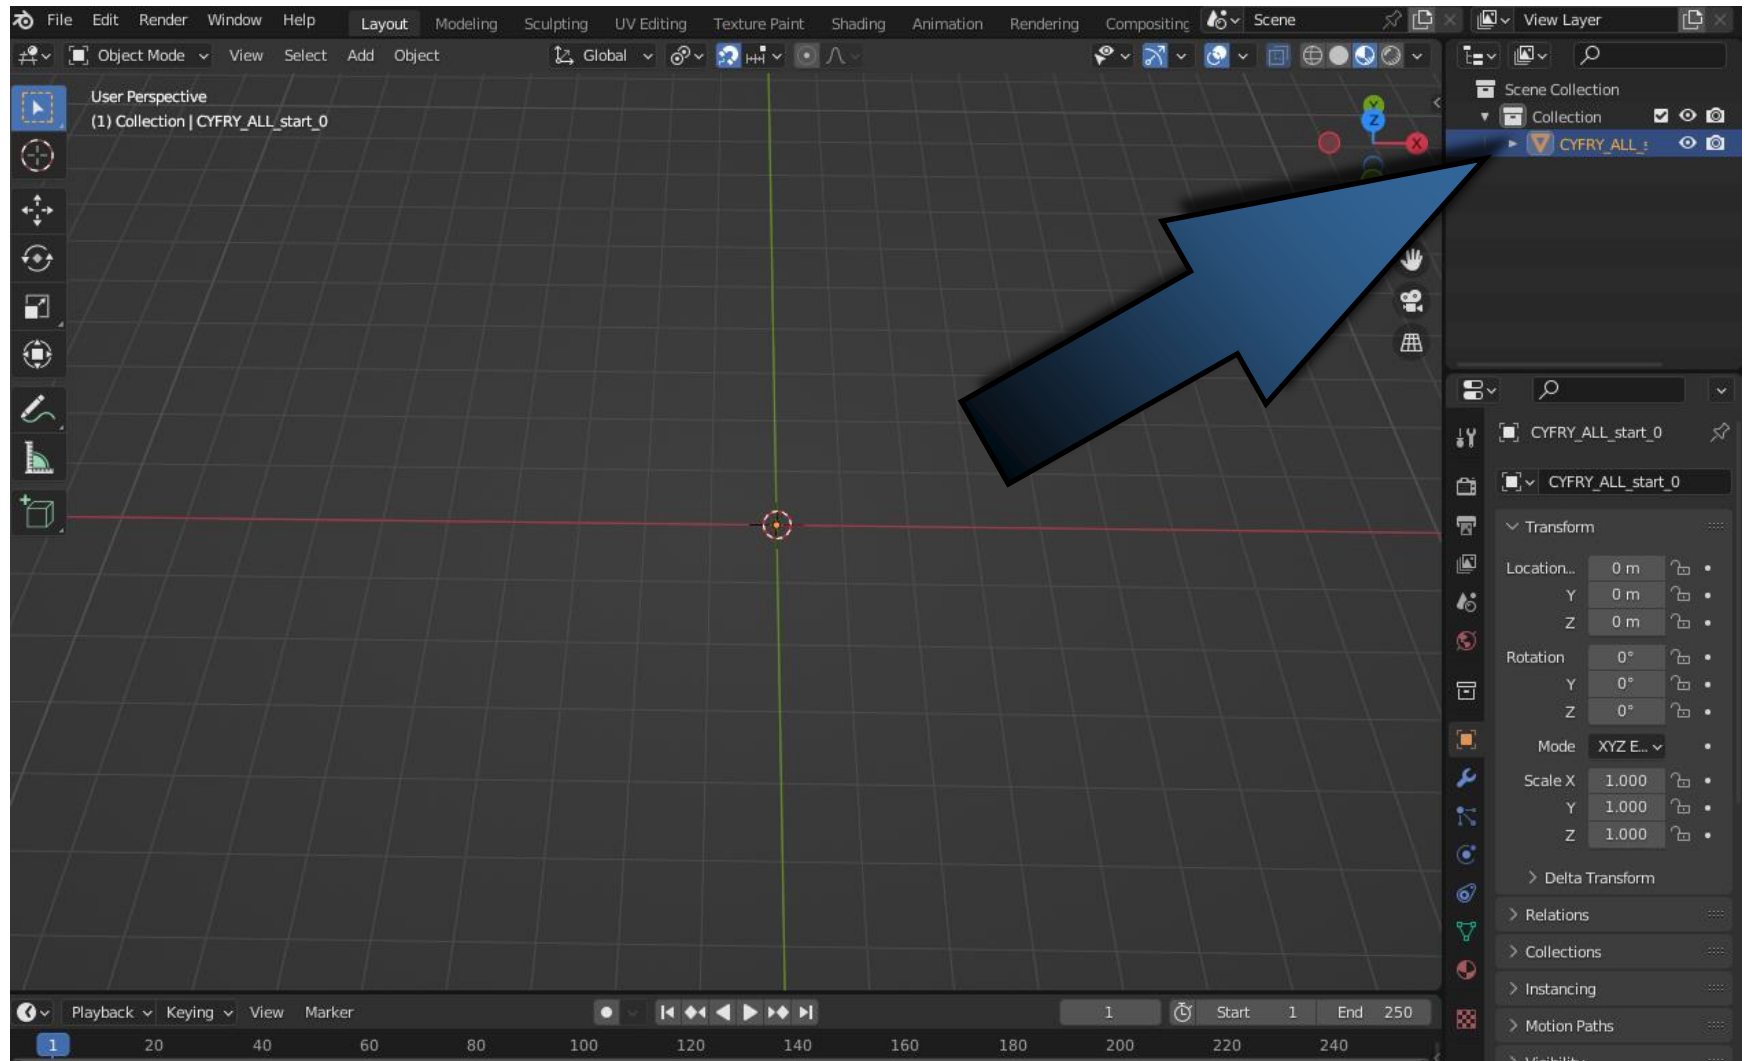 File Edit Render Window Help Layout Modeling Sculpting UV Editing Texture Paint Shading Animation Rendering Compositing Scene View Layer
Object Mode View Select Add Object Global
User Perspective
(1) Collection | CYFRY_ALL_start_0
Y
Z
X
Scene Collection
Collection
CYFRY_ALL_s
CYFRY_ALL_start_0
CYFRY_ALL_start_0
Transform
Location... 0 m
Y 0 m
Z 0 m
Rotation 0°
Y 0°
Z 0°
Mode XYZ E...
Scale X 1.000
Y 1.000
Z 1.000
Delta Transform
Relations
Collections
Instancing
Motion Paths
Visibility
Playback Keying View Marker 1 Start 1 End 250
1 20 40 60 80 100 120 140 160 180 200 220 240